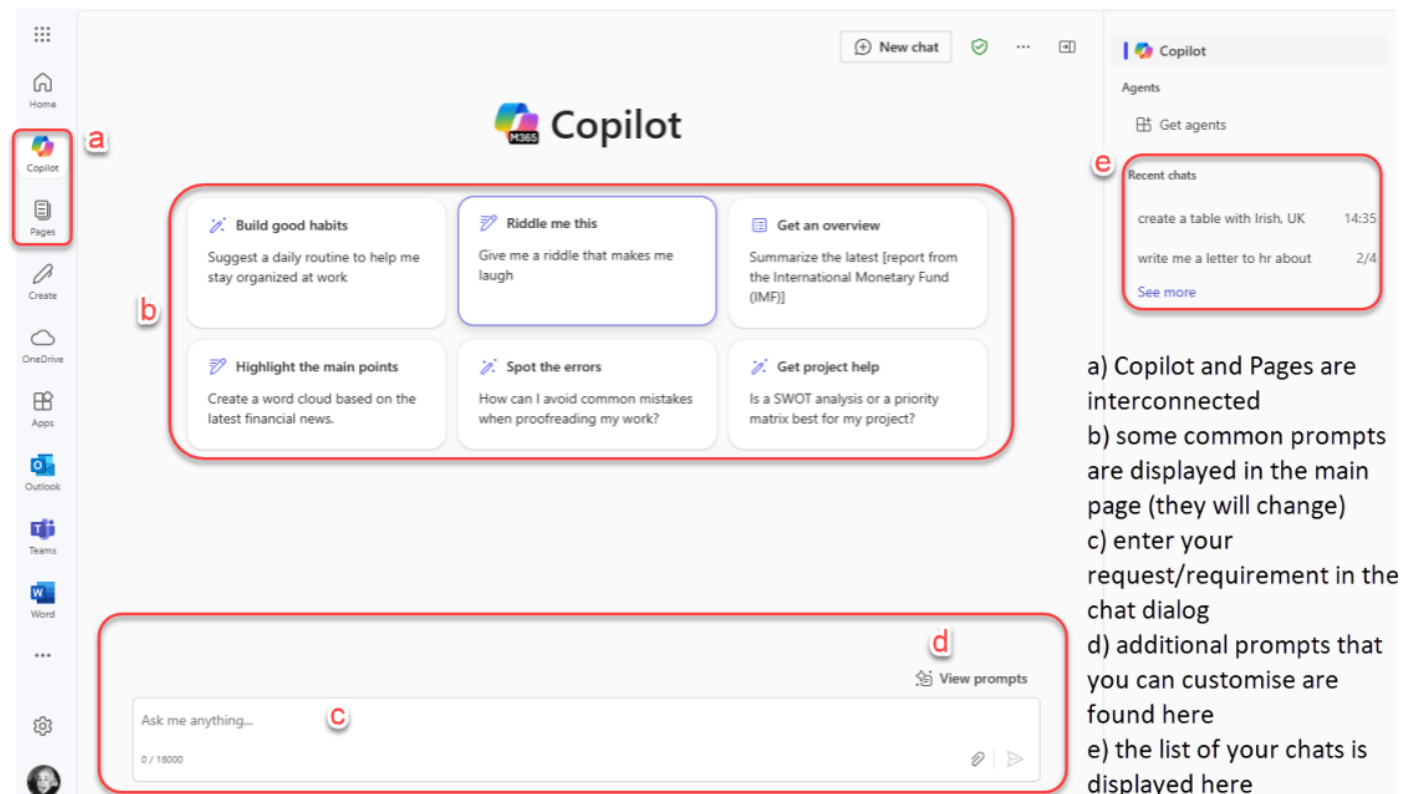 New chat
Home
a
Copilot
Pages
Create
OneDrive
Apps
Outlook
Teams
Word
M365
Copilot
b
Build good habits
Suggest a daily routine to help me
stay organized at work
Riddle me this
Give me a riddle that makes me
laugh
Get an overview
Summarize the latest [report from
the International Monetary Fund
(IMF)]
Highlight the main points
Create a word cloud based on the
latest financial news.
Spot the errors
How can I avoid common mistakes
when proofreading my work?
Get project help
Is a SWOT analysis or a priority
matrix best for my project?
d
View prompts
Ask me anything...
c
0 / 16000
Copilot
Agents
Get agents
e
Recent chats
create a table with Irish, UK 14:35
write me a letter to hr about 2/4
See more
a) Copilot and Pages are
interconnected
b) some common prompts
are displayed in the main
page (they will change)
c) enter your
request/requirement in the
chat dialog
d) additional prompts that
you can customise are
found here
e) the list of your chats is
displayed here